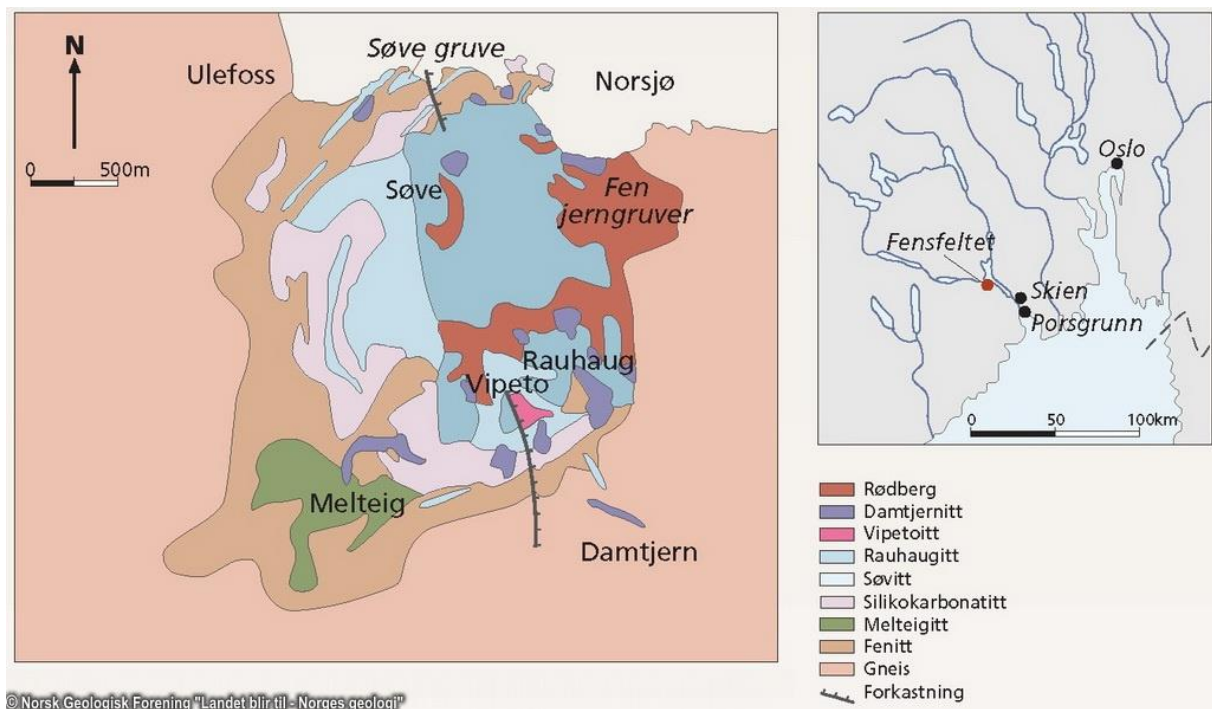 N
Ulefoss
Søve gruve
Norsjø
0 500m
Søve
Fen
jerngruver
Rauhaug
Vipeto
Melteig
Damtjern
Oslo
Fensfeltet
Skien
Porsgrunn
0 50 100km
Rødberg
Damtjernitt
Vipetoitt
Rauhaugitt
Søvitt
Silikokarbonatitt
Melteigitt
Fenitt
Gneis
Forkastning
© Norsk Geologisk Forening "Landet blir til - Norges geologi"